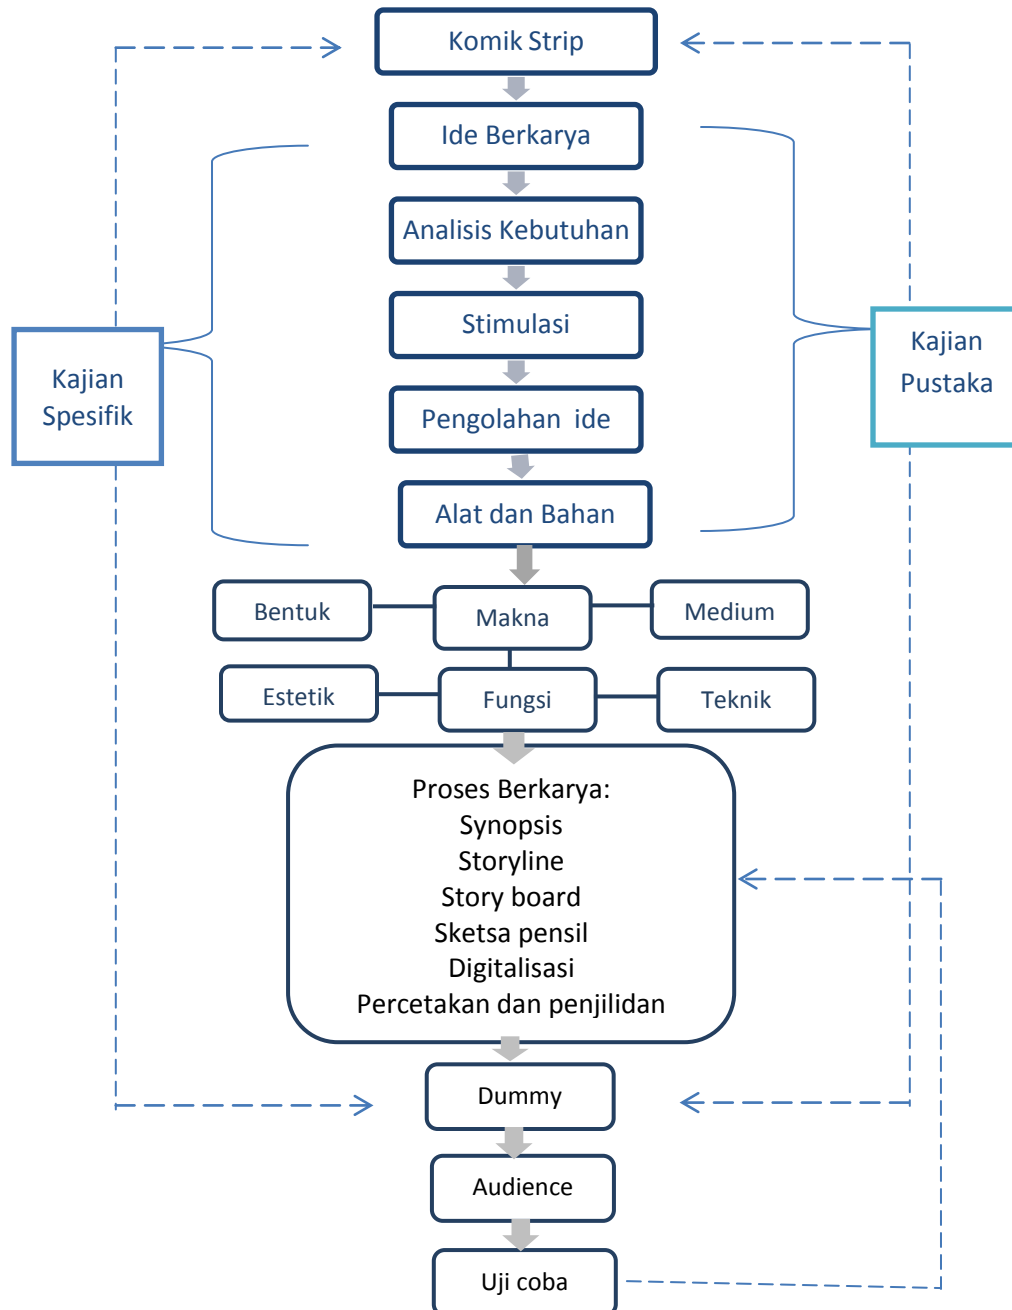 Komik Strip
Ide Berkarya
Analisis Kebutuhan
Stimulasi
Kajian
Spesifik
Kajian
Pustaka
Pengolahan ide
Alat dan Bahan
Bentuk
Makna
Medium
Estetik
Fungsi
Teknik
Proses Berkarya:
Synopsis
Storyline
Story board
Sketsa pensil
Digitalisasi
Percetakan dan penjilidan
Dummy
Audience
Uji coba